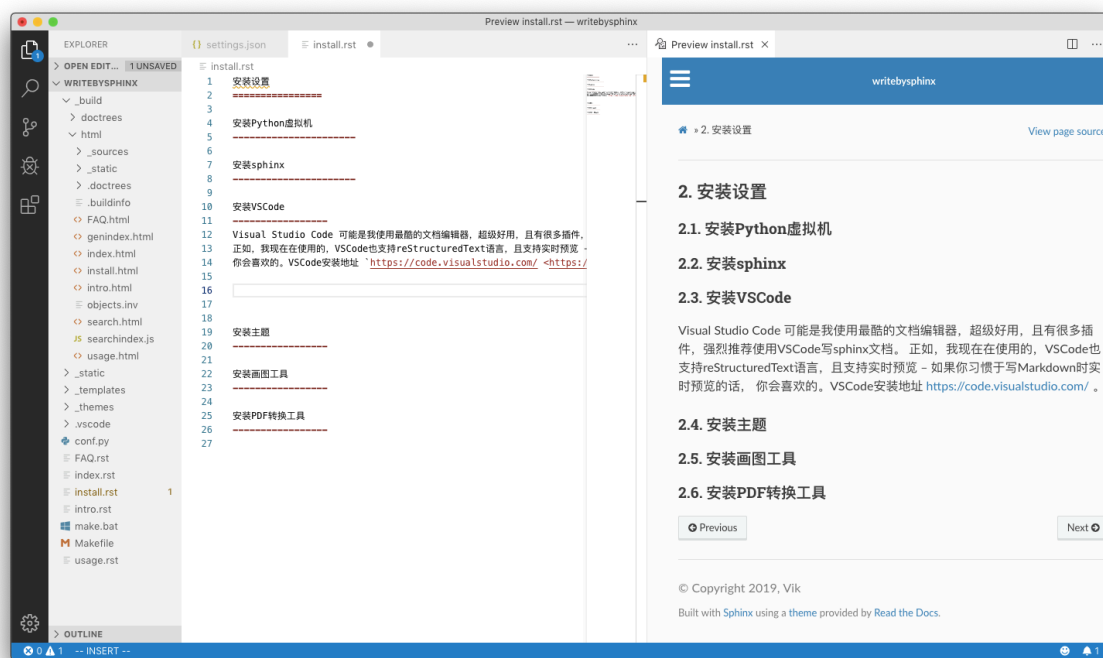 Preview install.rst — writebysphinx
EXPLORER
OPEN EDIT... 1 UNSAVED
WRITEBYSPHINX
_build
doctrees
html
_sources
_static
.doctrees
.buildinfo
FAQ.html
genindex.html
index.html
install.html
intro.html
objects.inv
search.html
JS searchindex.js
usage.html
_static
_templates
_themes
.vscode
conf.py
FAQ.rst
index.rst
install.rst 1
intro.rst
make.bat
Makefile
usage.rst
OUTLINE
{} settings.json
install.rst
install.rst
1 安装设置
2 ================
3
4 安装Python虚拟机
5 ----------------------
6
7 安装sphinx
8 ----------------------
9
10 安装VSCode
11 -----------------
12 Visual Studio Code 可能是我使用最酷的文档编辑器，超级好用，且有很多插件，
13 正如，我现在在使用的，VSCode也支持reStructuredText语言，且支持实时预览 -
14 你会喜欢的。VSCode安装地址 `https://code.visualstudio.com/ <https:/
15
16
17
18
19 安装主题
20 -----------------
21
22 安装画图工具
23 -----------------
24
25 安装PDF转换工具
26 -----------------
27
Preview install.rst
writebysphinx
» 2. 安装设置
View page source
2. 安装设置
2.1. 安装Python虚拟机
2.2. 安装sphinx
2.3. 安装VSCode
Visual Studio Code 可能是我使用最酷的文档编辑器，超级好用，且有很多插
件，强烈推荐使用VSCode写sphinx文档。 正如，我现在在使用的，VSCode也
支持reStructuredText语言，且支持实时预览 – 如果你习惯于写Markdown时实
时预览的话， 你会喜欢的。VSCode安装地址 https://code.visualstudio.com/ 。
2.4. 安装主题
2.5. 安装画图工具
2.6. 安装PDF转换工具
Previous
Next
© Copyright 2019, Vik
Built with Sphinx using a theme provided by Read the Docs.
0 1 -- INSERT --
1